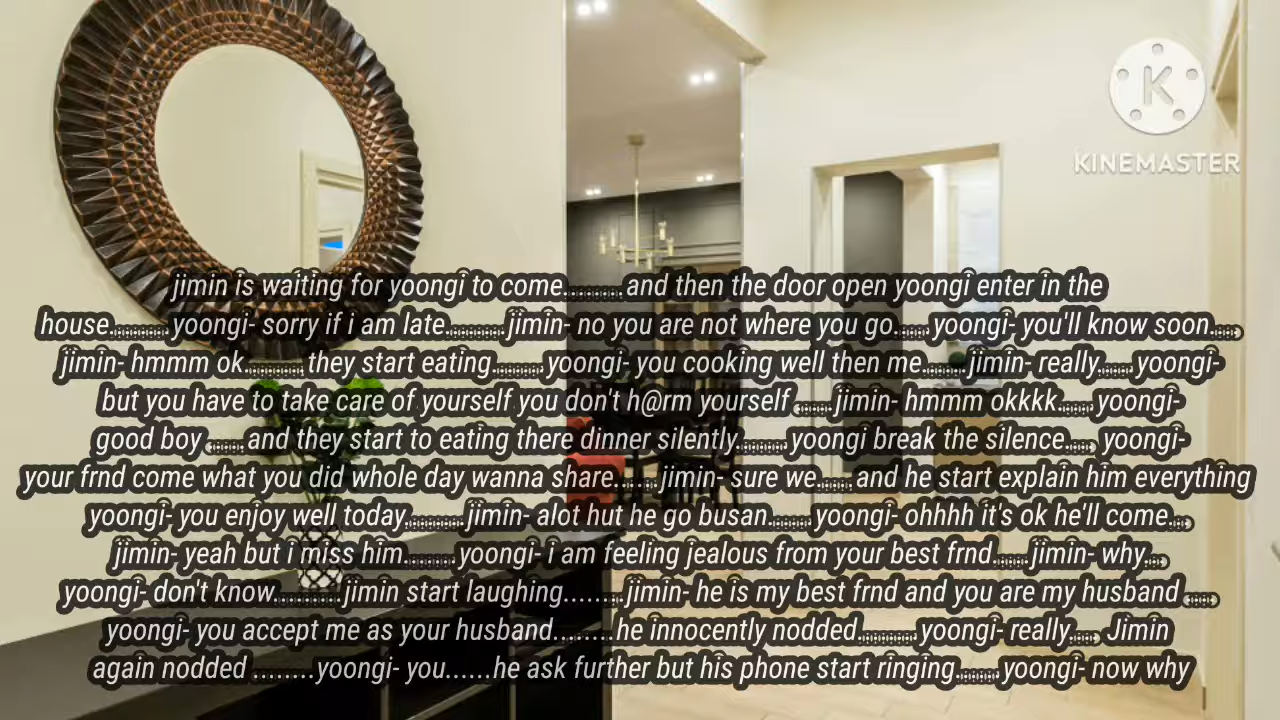 KINEMASTER
jimin is waiting for yoongi to come.......... and then the door open yoongi enter in the
house..........yoongi- sorry if i am late..........jimin- no you are not where you go...... yoongi- you'll know soon.....
jimin- hmmm ok.......... they start eating.........yoongi- you cooking well then me........jimin- really......yoongi-
but you have to take care of yourself you don't h@rm yourself ......jimin- hmmm okkkk......yoongi-
good boy ......and they start to eating there dinner silently.........yoongi break the silence..... yoongi-
your frnd come what you did whole day wanna share.......jimin- sure we......and he start explain him everything
yoongi- you enjoy well today..........jimin- alot hut he go busan........yoongi- ohhhh it's ok he'll come....
jimin- yeah but i miss him.........yoongi- i am feeling jealous from your best frnd.....jimin- why....
yoongi- don't know...........jimin start laughing..........jimin- he is my best frnd and you are my husband .....
yoongi- you accept me as your husband........he innocently nodded.......... yoongi- really..... Jimin
again nodded ........yoongi- you......he ask further but his phone start ringing........yoongi- now why